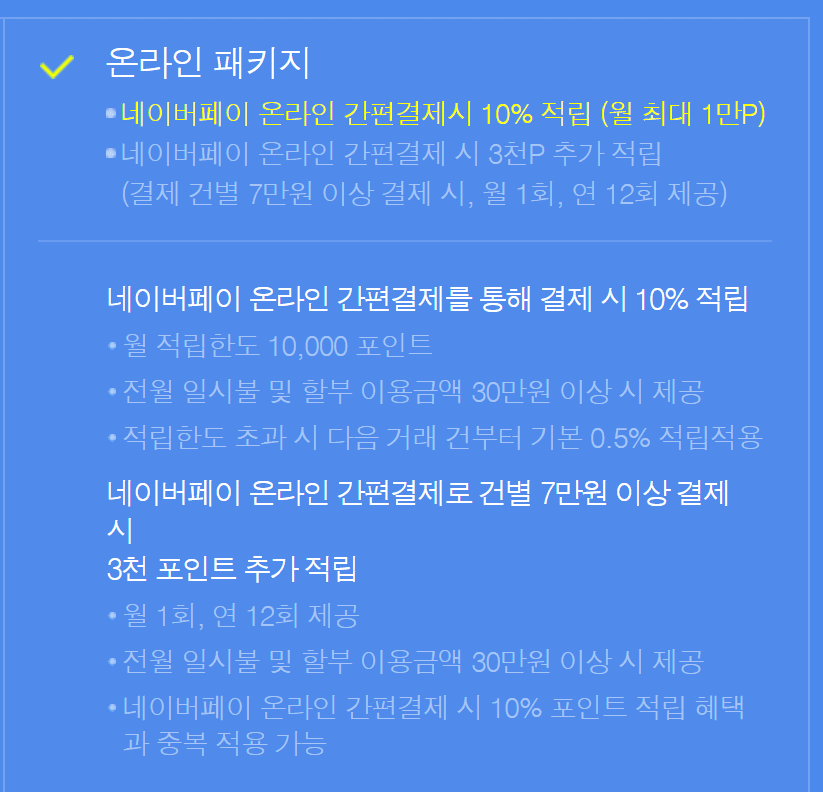 온라인 패키지
네이버페이 온라인 간편결제시 10% 적립 (월 최대 1만P)
네이버페이 온라인 간편결제 시 3천P 추가 적립
(결제 건별 7만원 이상 결제 시, 월 1회, 연 12회 제공)
네이버페이 온라인 간편결제를 통해 결제 시 10% 적립
월 적립한도 10,000 포인트
전월 일시불 및 할부 이용금액 30만원 이상 시 제공
적립한도 초과 시 다음 거래 건부터 기본 0.5% 적립적용
네이버페이 온라인 간편결제로 건별 7만원 이상 결제
시
3천 포인트 추가 적립
월 1회, 연 12회 제공
전월 일시불 및 할부 이용금액 30만원 이상 시 제공
네이버페이 온라인 간편결제 시 10% 포인트 적립 혜택
과 중복 적용 가능